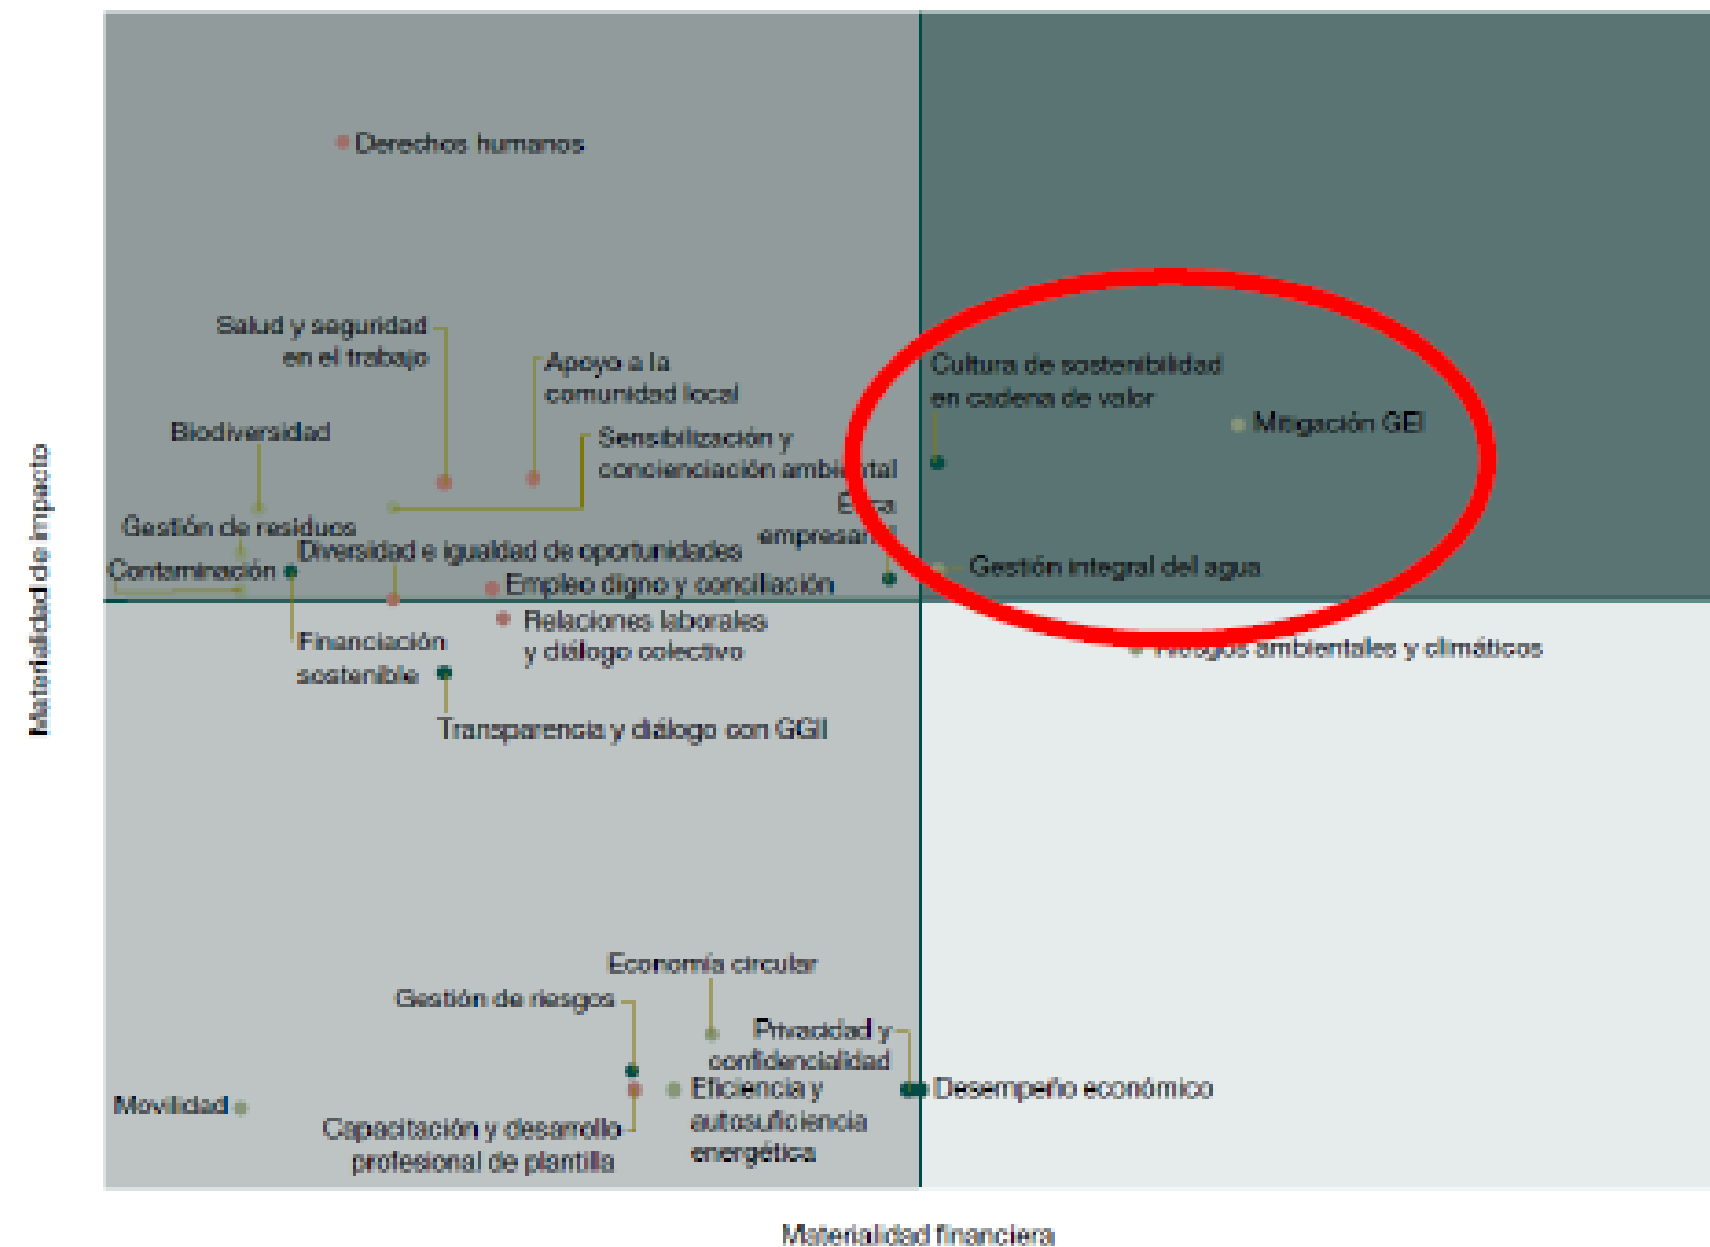 Derechos humanos
Salud y seguridad
en el trabajo
Apoyo a la
comunidad local
Cultura de sostenibilidad
en cadena de valor
Mitigación GEI
Biodiversidad
Sensibilización y
concienciación ambiental
Ética
empresarial
Gestión de residuos
Diversidad e igualdad de oportunidades
Contaminación
Empleo digno y conciliación
Gestión integral del agua
Relaciones laborales
y diálogo colectivo
Financiación
sostenible
Riesgos ambientales y climáticos
Transparencia y diálogo con GGII
Economía circular
Gestión de riesgos
Privacidad y
confidencialidad
Eficiencia y
autosuficiencia
energética
Desempeño económico
Movilidad
Capacitación y desarrollo
profesional de plantilla
Materialidad de impacto
Materialidad financiera